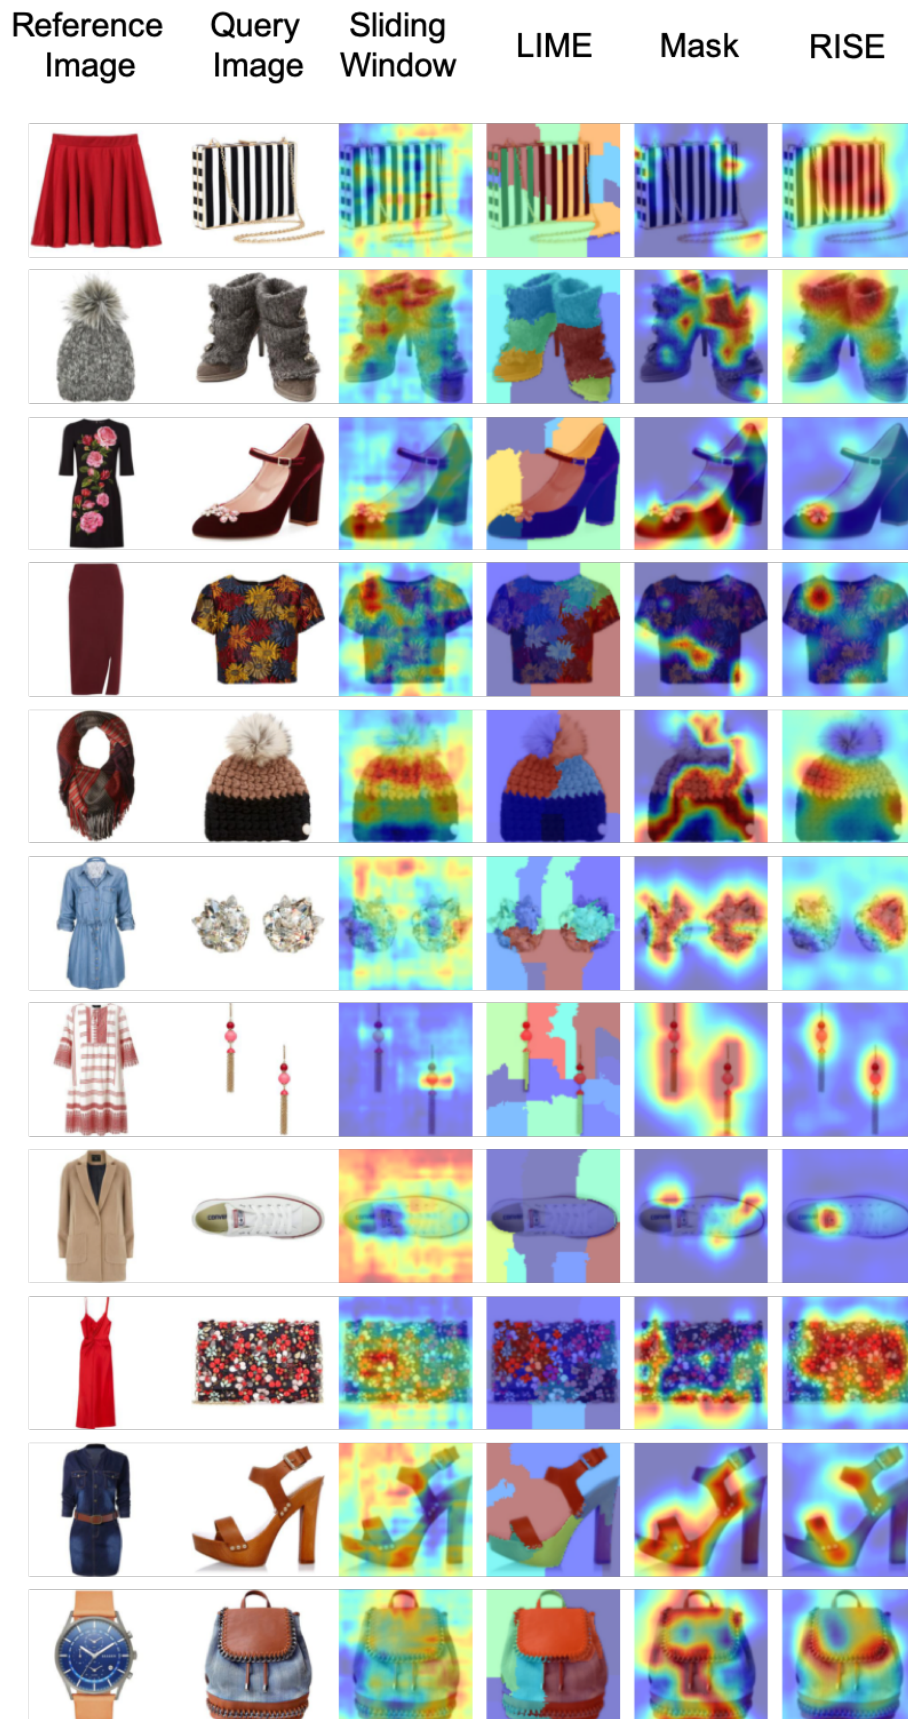 Reference
Image
Query
Image
Sliding
Window
LIME
Mask
RISE